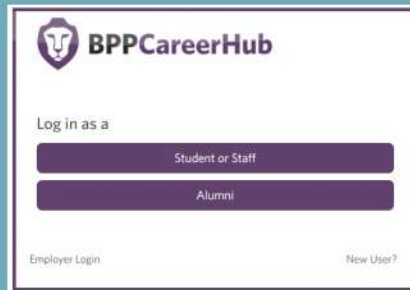 BPPCareerHub
Log in as a
Student or Staff
Alumni
Employer Login New User?